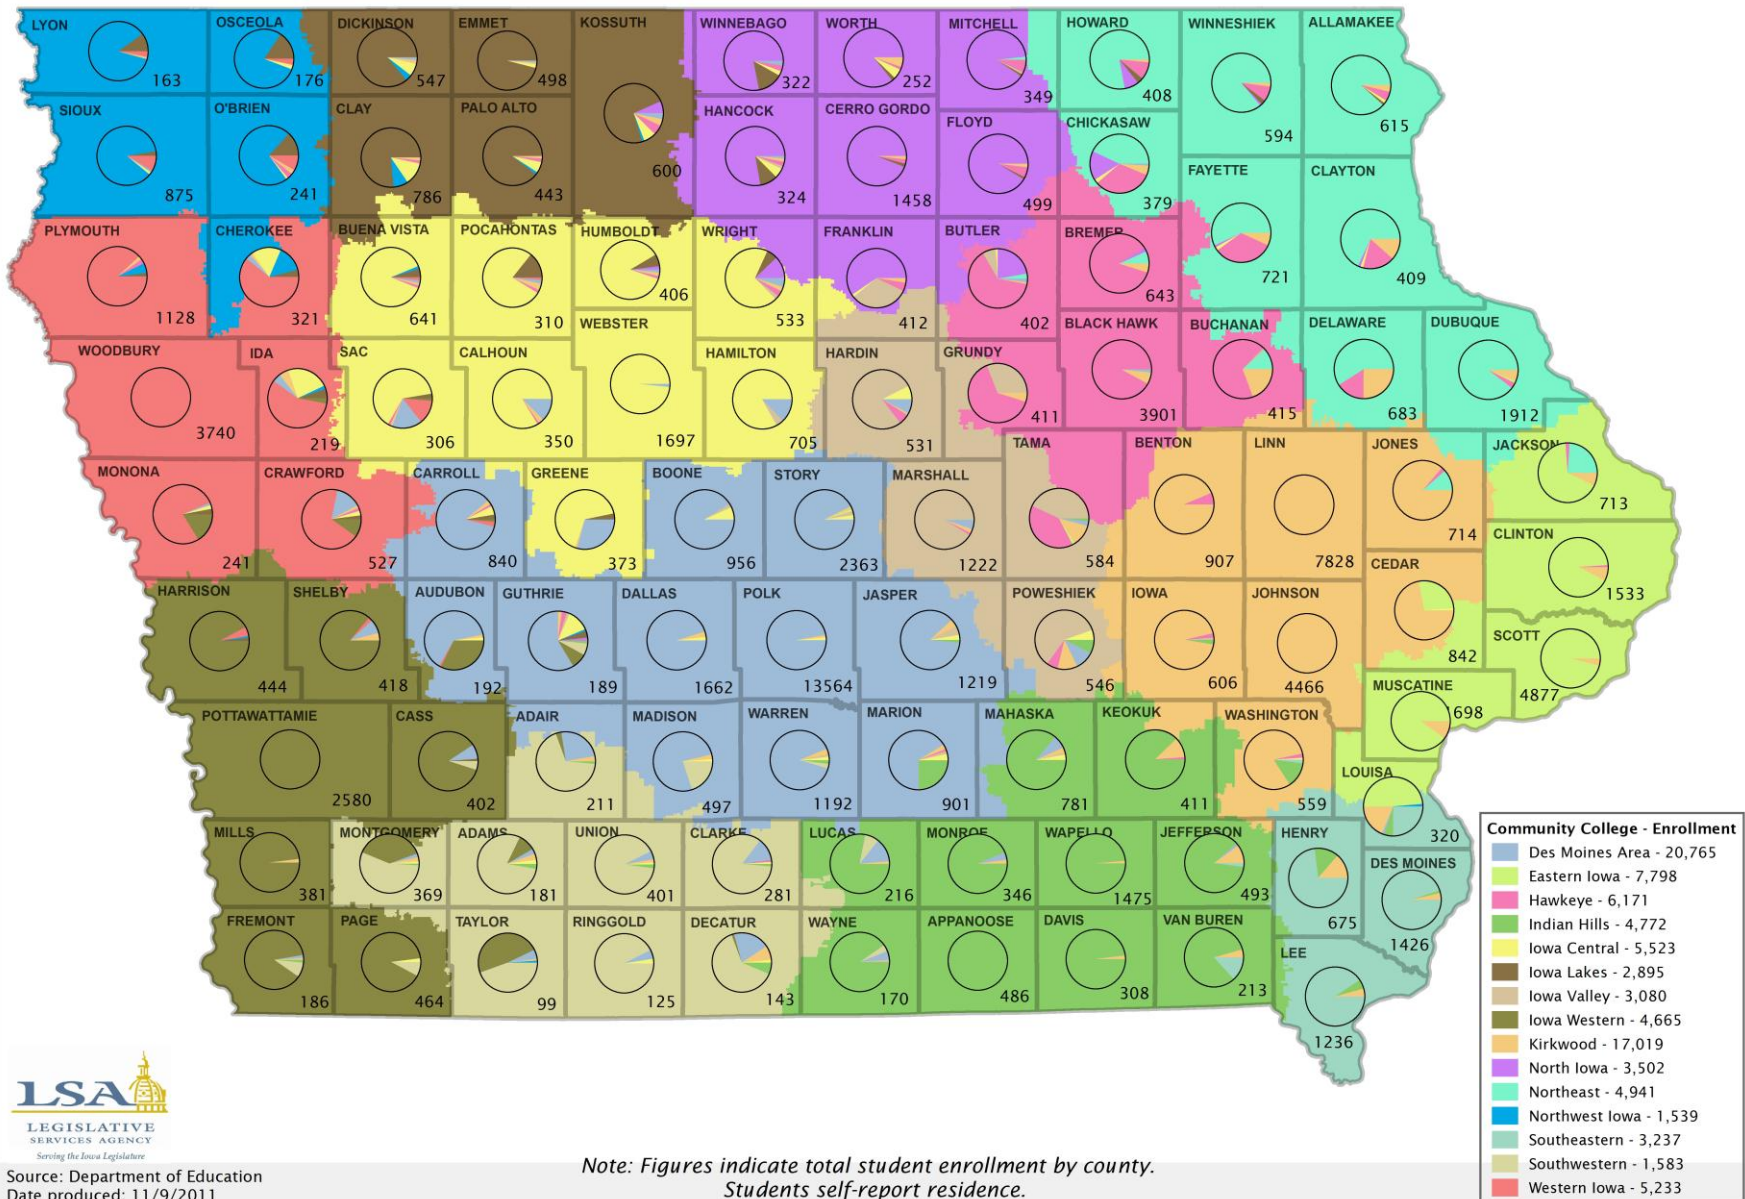 LYON
163
OSCEOLA
176
DICKINSON
547
EMMET
498
KOSSUTH
600
WINNEBAGO
322
WORTH
252
MITCHELL
349
HOWARD
408
WINNESHIEK
594
ALLAMAKEE
615
SIOUX
875
O'BRIEN
241
CLAY
786
PALO ALTO
443
HANCOCK
324
CERRO GORDO
1458
FLOYD
499
CHICKASAW
379
FAYETTE
721
CLAYTON
409
PLYMOUTH
1128
CHEROKEE
321
BUENA VISTA
641
POCAHONTAS
310
HUMBOLDT
406
WRIGHT
533
FRANKLIN
412
BUTLER
402
BREMER
643
WOODBURY
3740
IDA
219
SAC
306
CALHOUN
350
WEBSTER
1697
HAMILTON
705
HARDIN
531
GRUNDY
411
BLACK HAWK
3901
BUCHANAN
415
DELAWARE
683
DUBUQUE
1912
MONONA
241
CRAWFORD
527
CARROLL
840
GREENE
373
BOONE
956
STORY
2363
MARSHALL
1222
TAMA
584
BENTON
907
LINN
7828
JONES
714
JACKSON
713
CLINTON
1533
CEDAR
842
SCOTT
4877
HARRISON
444
SHELBY
418
AUDUBON
192
GUTHRIE
189
DALLAS
1662
POLK
13564
JASPER
1219
POWESHIEK
546
IOWA
606
JOHNSON
4466
MUSCATINE
1698
POTTAWATTAMIE
2580
CASS
402
ADAIR
211
MADISON
497
WARREN
1192
MARION
901
MAHASKA
781
KEOKUK
411
WASHINGTON
559
LOUISA
320
MILLS
381
MONTGOMERY
369
ADAMS
181
UNION
401
CLARKE
281
LUCAS
216
MONROE
346
WAPELLO
1475
JEFFERSON
493
HENRY
675
DES MOINES
1426
FREMONT
186
PAGE
464
TAYLOR
99
RINGGOLD
125
DECATUR
143
WAYNE
170
APPANOOSE
486
DAVIS
308
VAN BUREN
213
LEE
1236
Community College - Enrollment
Des Moines Area - 20,765
Eastern Iowa - 7,798
Hawkeye - 6,171
Indian Hills - 4,772
Iowa Central - 5,523
Iowa Lakes - 2,895
Iowa Valley - 3,080
Iowa Western - 4,665
Kirkwood - 17,019
North Iowa - 3,502
Northeast - 4,941
Northwest Iowa - 1,539
Southeastern - 3,237
Southwestern - 1,583
Western Iowa - 5,233
LSA
LEGISLATIVE
SERVICES AGENCY
Serving the Iowa Legislature
Source: Department of Education
Date produced: 11/9/2011
Note: Figures indicate total student enrollment by county.
Students self-report residence.